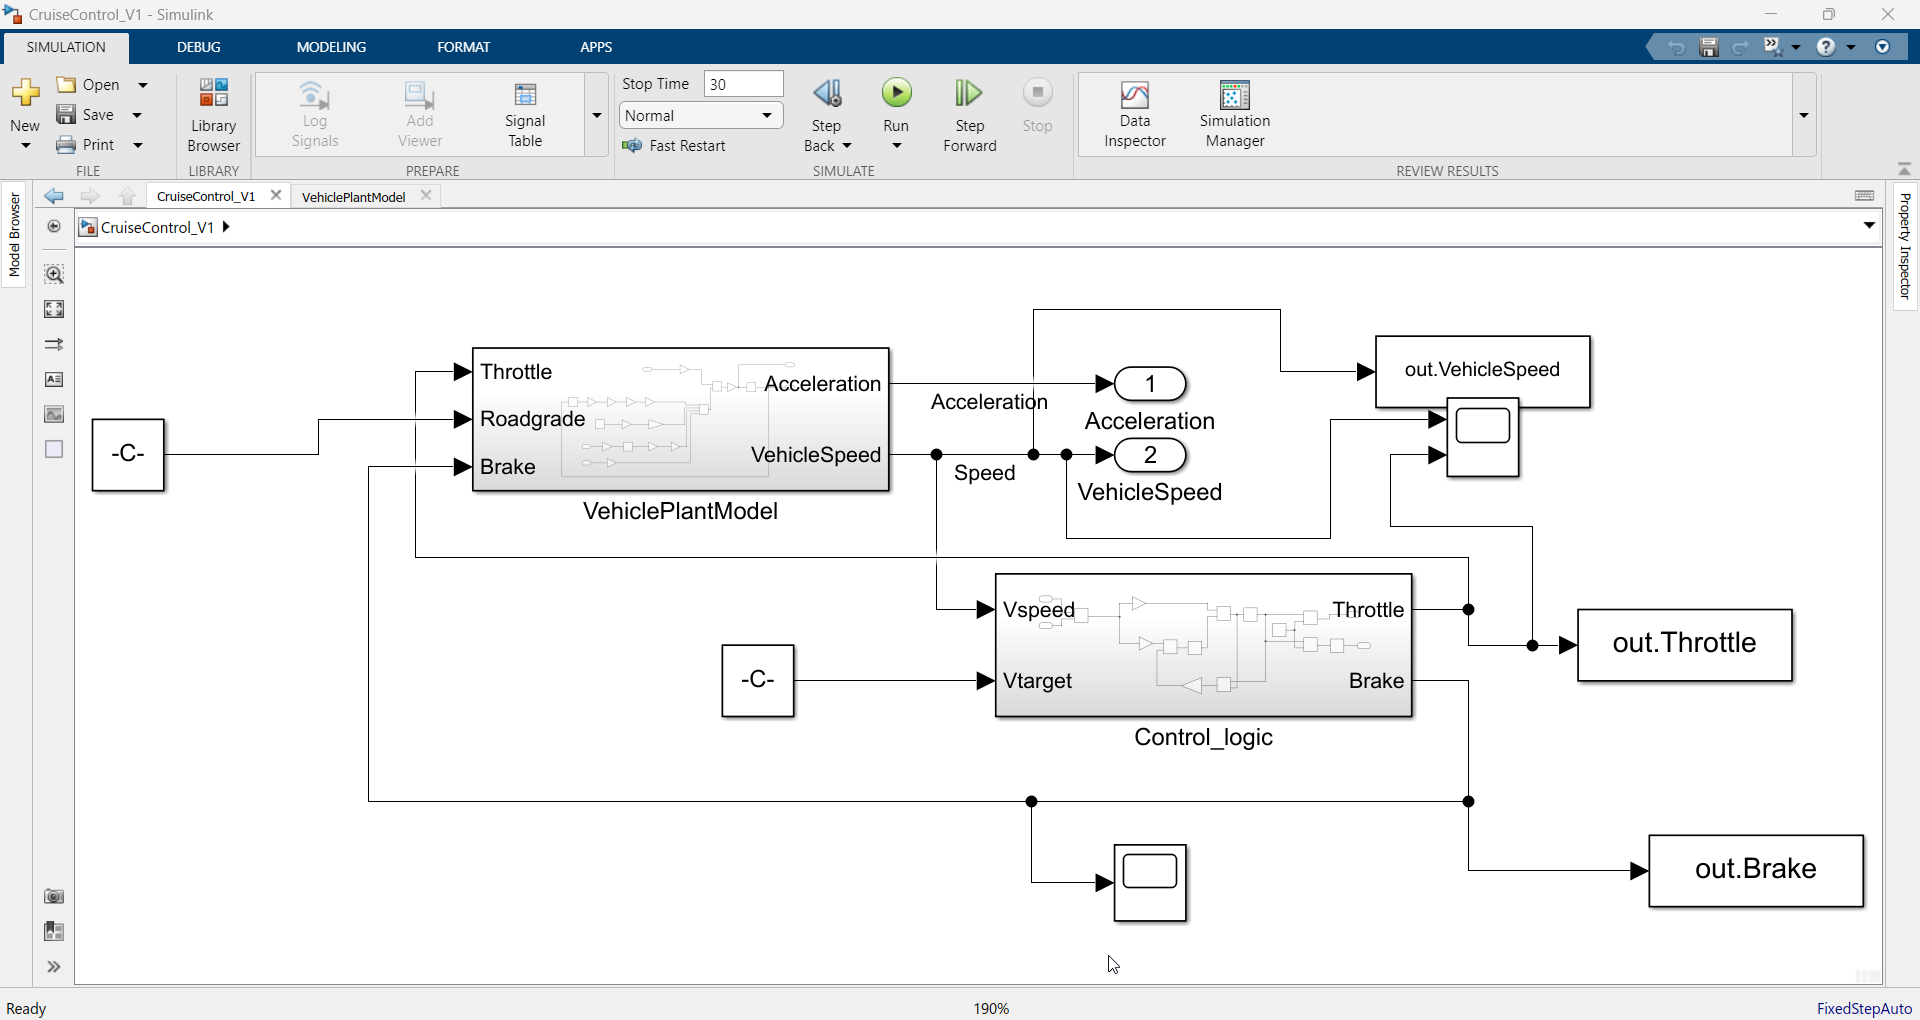 CruiseControl_V1 - Simulink
SIMULATION
DEBUG
MODELING
FORMAT
APPS
New
Open
Save
Print
FILE
Library
Browser
LIBRARY
Log
Signals
Add
Viewer
Signal
Table
PREPARE
Stop Time 30
Normal
Fast Restart
Step
Back
Run
Step
Forward
Stop
SIMULATE
Data
Inspector
Simulation
Manager
REVIEW RESULTS
Model Browser
CruiseControl_V1
VehiclePlantModel
CruiseControl_V1
Property Inspector
-C-
Throttle
Roadgrade
Brake
Acceleration
VehicleSpeed
VehiclePlantModel
Acceleration
Speed
1
Acceleration
2
VehicleSpeed
out.VehicleSpeed
-C-
Vspeed
Vtarget
Throttle
Brake
Control_logic
out.Throttle
out.Brake
Ready
190%
FixedStepAuto